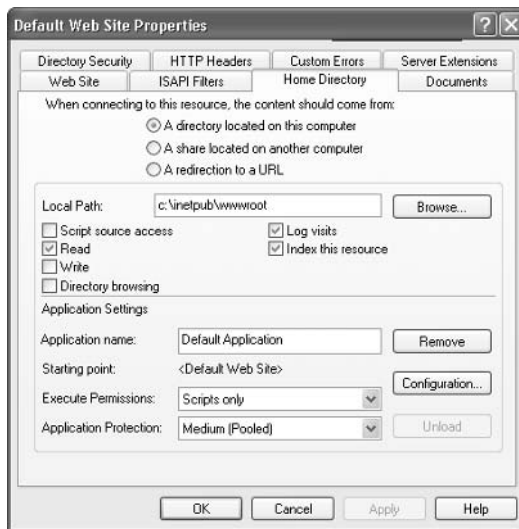 Default Web Site Properties
Directory Security HTTP Headers Custom Errors Server Extensions
Web Site ISAPI Filters Home Directory Documents
When connecting to this resource, the content should come from:
A directory located on this computer
A share located on another computer
A redirection to a URL
Local Path: c:\inetpub\wwwroot Browse...
Script source access Log visits
Read Index this resource
Write
Directory browsing
Application Settings
Application name: Default Application Remove
Starting point: <Default Web Site>
Configuration...
Execute Permissions: Scripts only
Application Protection: Medium (Pooled) Unload
OK Cancel Apply Help